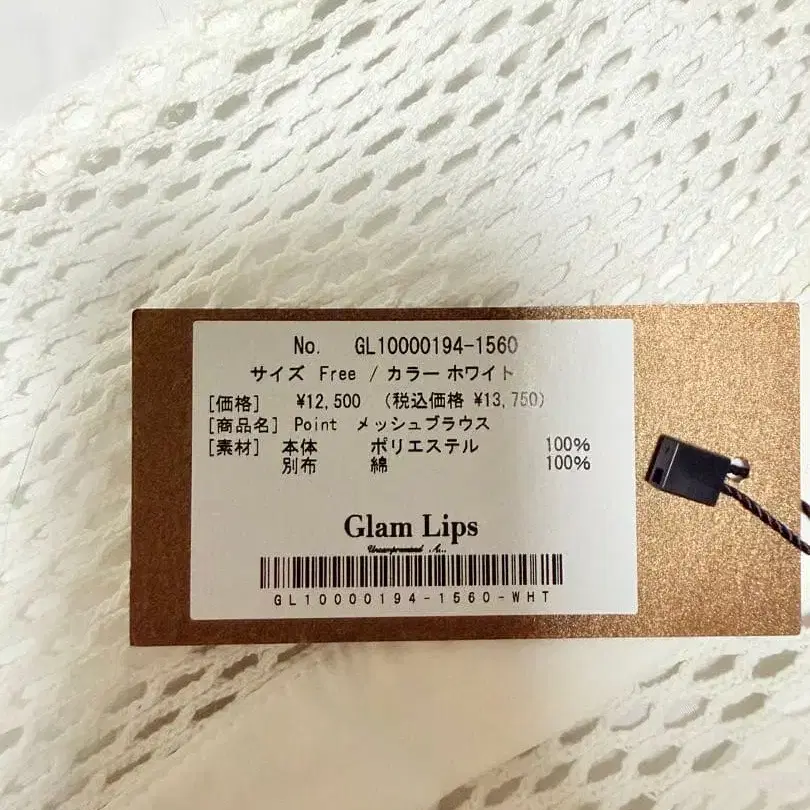 No. GL10000194-1560
サイズ Free / カラー ホワイト
[価格] ¥12,500 (税込価格 ¥13,750)
[商品名] Point メッシュブラウス
[素材] 本体 ポリエステル 100%
別布 綿 100%
Glam Lips
GL10000194-1560-WHT